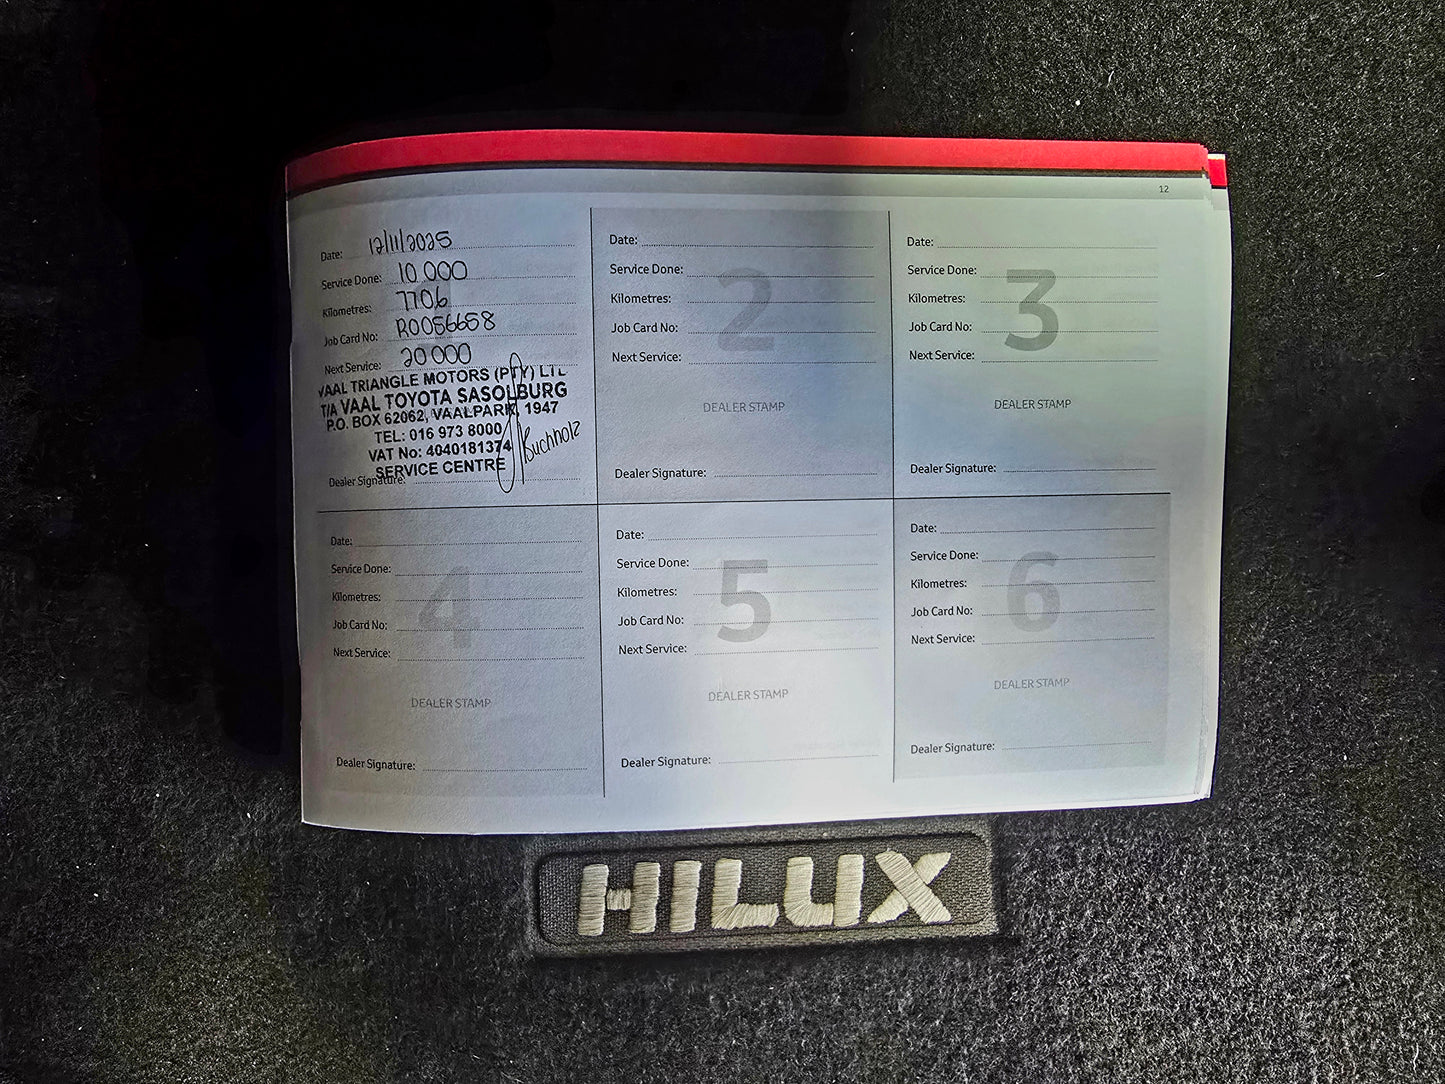 12
Date: 12/11/2025
Service Done: 10 000
Kilometres: 7706
Job Card No: R0056658
Next Service: 20 000
VAAL TRIANGLE MOTORS (PTY) LTL
T/A VAAL TOYOTA SASOLBURG
P.O. BOX 62062, VAALPARK, 1947
TEL: 016 973 8000
VAT No: 4040181374
SERVICE CENTRE
Buchholz
Dealer Signature:
2
Date:
Service Done:
Kilometres:
Job Card No:
Next Service:
DEALER STAMP
Dealer Signature:
3
Date:
Service Done:
Kilometres:
Job Card No:
Next Service:
DEALER STAMP
Dealer Signature:
4
Date:
Service Done:
Kilometres:
Job Card No:
Next Service:
DEALER STAMP
Dealer Signature:
5
Date:
Service Done:
Kilometres:
Job Card No:
Next Service:
DEALER STAMP
Dealer Signature:
6
Date:
Service Done:
Kilometres:
Job Card No:
Next Service:
DEALER STAMP
Dealer Signature:
HILUX